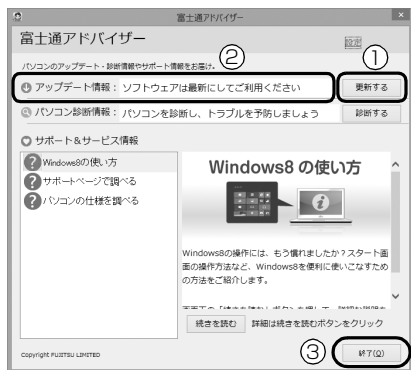 富士通アドバイザー
富士通アドバイザー
設定
パソコンのアップデート・診断情報やサポート情報をお届け。
② ①
アップデート情報： ソフトウェアは最新にしてご利用ください 更新する
パソコン診断情報： パソコンを診断し、トラブルを予防しましょう 診断する
サポート＆サービス情報
Windows8の使い方
サポートページで調べる
パソコンの仕様を調べる
Windows8 の使い方
Windows8の操作には、もう慣れましたか？スタート画
面の操作方法など、Windows8を便利に使いこなすため
の方法をご紹介します。
続きを読む 詳細は続きを読むボタンをクリック
③ 終了(Q)
Copyright FUJITSU LIMITED